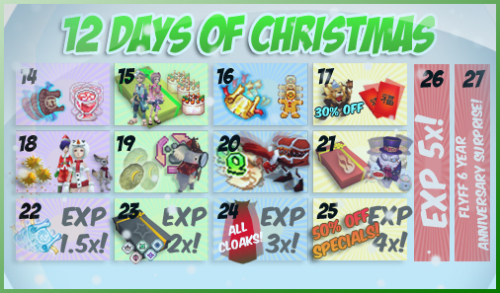 12 DAYS OF CHRISTMAS
14
15
16
17
30% OFF
18
19
20
21
22
EXP
1.5x!
23
EXP
2x!
24
ALL
CLOAKS!
EXP
3x!
25
50% OFF
SPECIALS!
EXP
4x!
26
EXP 5x!
27
FLYFF 6 YEAR
ANNIVERSARY SURPRISE!